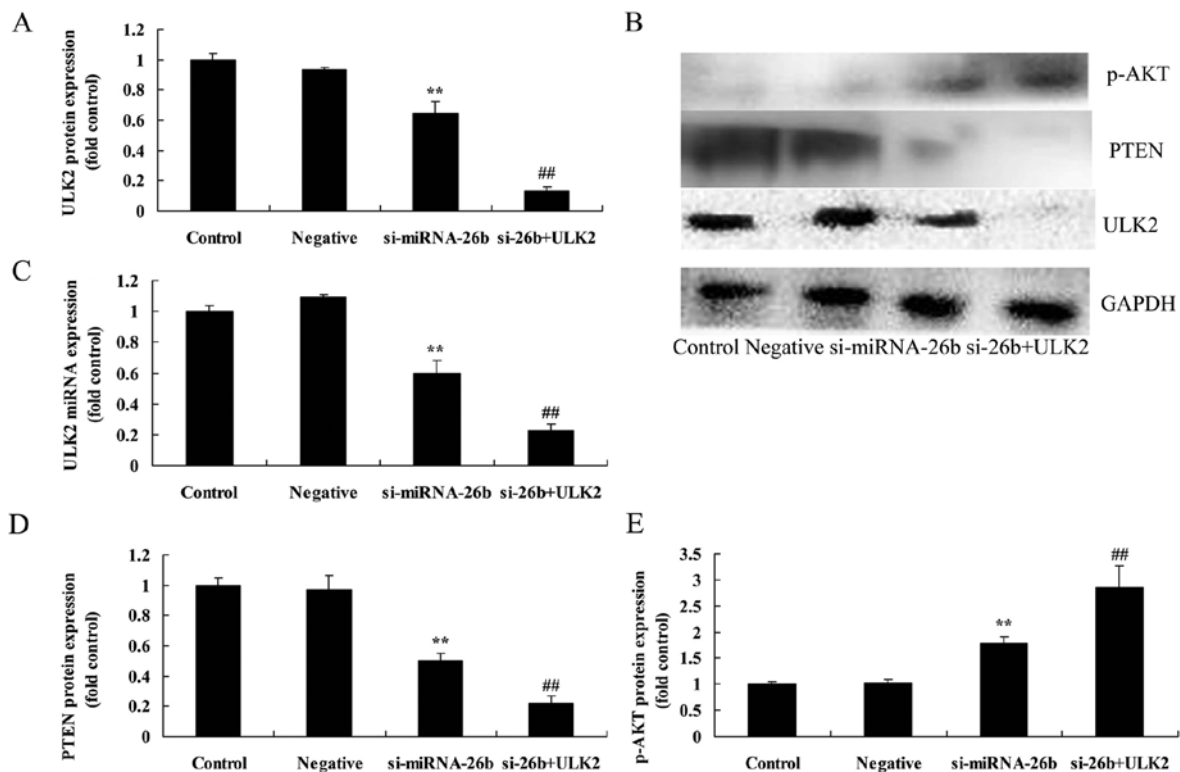 A
ULK2 protein expression
(fold control)
1.2
1
0.8
0.6
0.4
0.2
0
**
##
Control Negative si-miRNA-26b si-26b+ULK2
B
p-AKT
PTEN
ULK2
GAPDH
Control Negative si-miRNA-26b si-26b+ULK2
C
ULK2 miRNA expression
(fold control)
1.2
1
0.8
0.6
0.4
0.2
0
**
##
Control Negative si-miRNA-26b si-26b+ULK2
D
PTEN protein expression
(fold control)
1.2
1
0.8
0.6
0.4
0.2
0
**
##
Control Negative si-miRNA-26b si-26b+ULK2
E
p-AKT protein expression
(fold control)
3.5
3
2.5
2
1.5
1
0.5
0
**
##
Control Negative si-miRNA-26b si-26b+ULK2